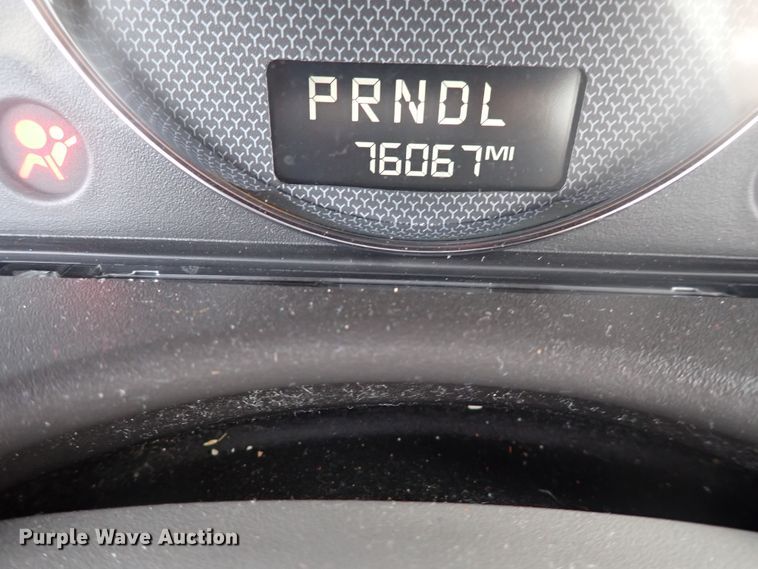 PRNDL
76067MI
Purple Wave Auction